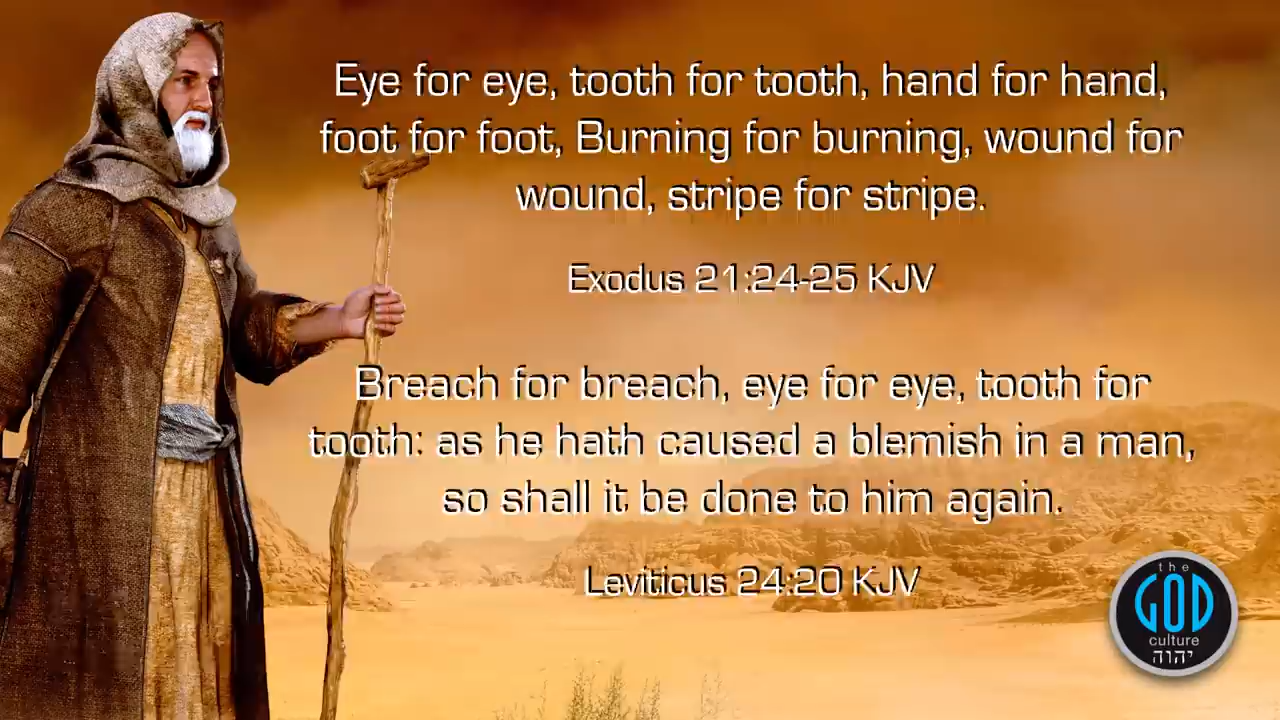 Eye for eye, tooth for tooth, hand for hand,
foot for foot, Burning for burning, wound for
wound, stripe for stripe.
Exodus 21:24-25 KJV
Breach for breach, eye for eye, tooth for
tooth: as he hath caused a blemish in a man,
so shall it be done to him again.
Leviticus 24:20 KJV
the
GOD
culture
יהוה